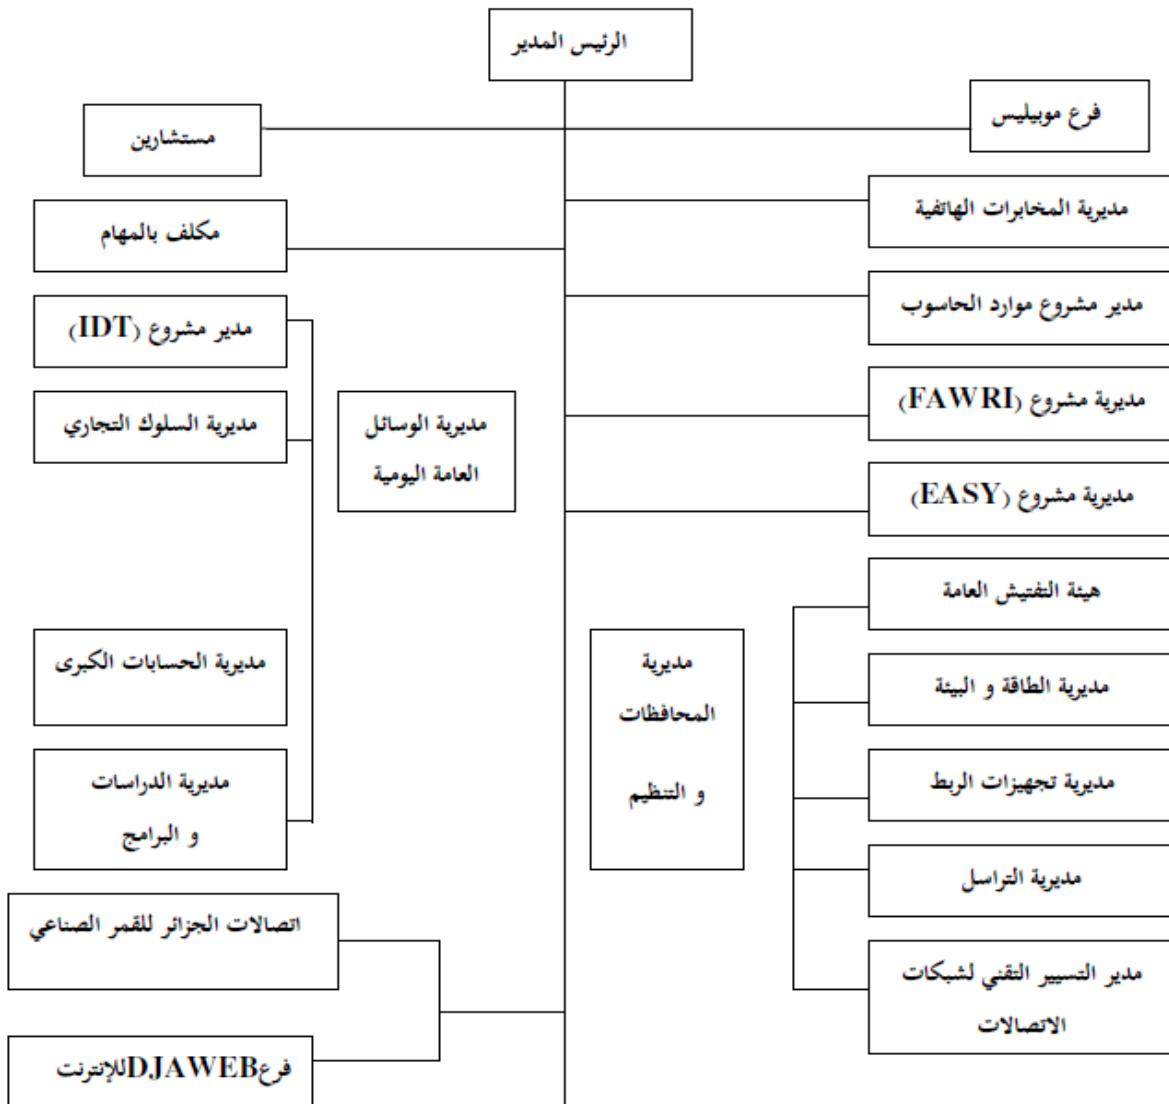 الرئيس المدير
فرع موبيليس
مستشارين
مديرية المخابرات الهاتفية
مكلف بالمهام
مدير مشروع موارد الحاسوب
مدير مشروع (IDT)
مديرية مشروع (FAWRI)
مديرية السلوك التجاري
مديرية الوسائل
العامة اليومية
مديرية مشروع (EASY)
هيئة التفتيش العامة
مديرية الحسابات الكبرى
مديرية
المحافظات
و التنظيم
مديرية الطاقة و البيئة
مديرية الدراسات
و البرامج
مديرية تجهيزات الربط
مديرية التراسل
اتصالات الجزائر للقمر الصناعي
مدير التسيير التقني لشبكات
الاتصالات
فرعDJAWEBللإنترنت